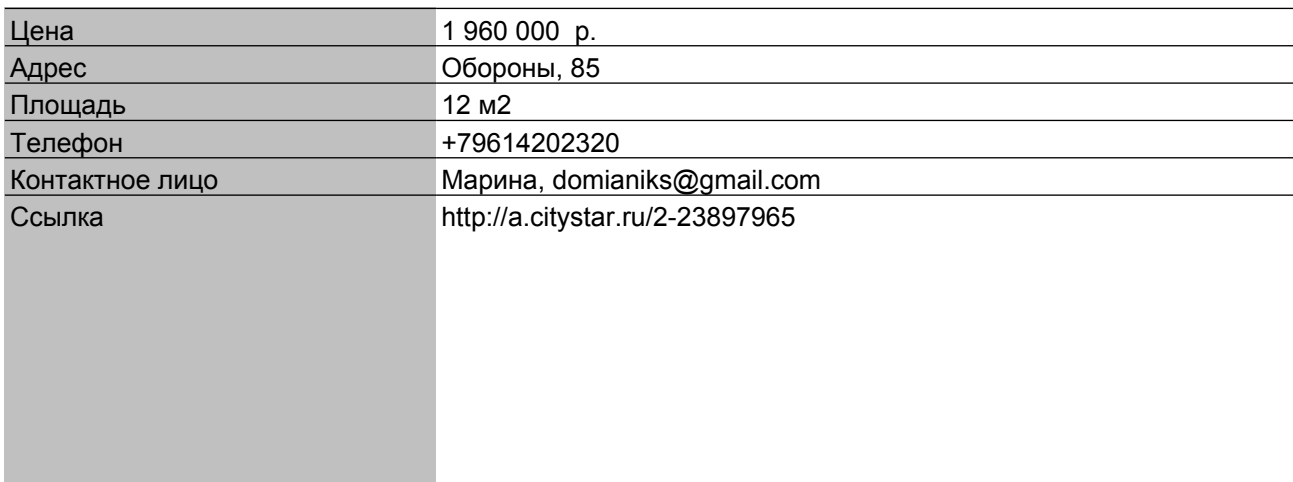 Цена 1 960 000 р.
Адрес Обороны, 85
Площадь 12 м2
Телефон +79614202320
Контактное лицо Марина, domianiks@gmail.com
Ссылка http://a.citystar.ru/2-23897965